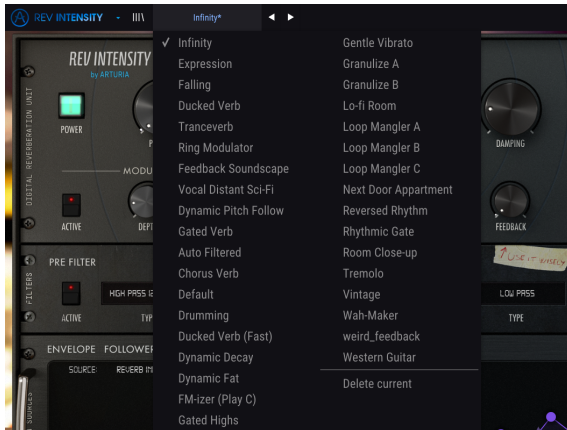 REV INTENSITY
Infinity*
REV INTENSITY
by ARTURIA
DIGITAL REVERBERATION UNIT
POWER
P
MODU
ACTIVE
DEPT
PRE FILTER
FILTERS
HIGH PASS 12
ACTIVE
TYP
ENVELOPE FOLLOWER
SOURCE:
REVERB IN
SOURCES
✓ Infinity
Expression
Falling
Ducked Verb
Tranceverb
Ring Modulator
Feedback Soundscape
Vocal Distant Sci-Fi
Dynamic Pitch Follow
Gated Verb
Auto Filtered
Chorus Verb
Default
Drumming
Ducked Verb (Fast)
Dynamic Decay
Dynamic Fat
FM-izer (Play C)
Gated Highs
Gentle Vibrato
Granulize A
Granulize B
Lo-fi Room
Loop Mangler A
Loop Mangler B
Loop Mangler C
Next Door Appartment
Reversed Rhythm
Rhythmic Gate
Room Close-up
Tremolo
Vintage
Wah-Maker
weird_feedback
Western Guitar
Delete current
DAMPING
FEEDBACK
USE IT WISELY
LOW PASS
TYPE